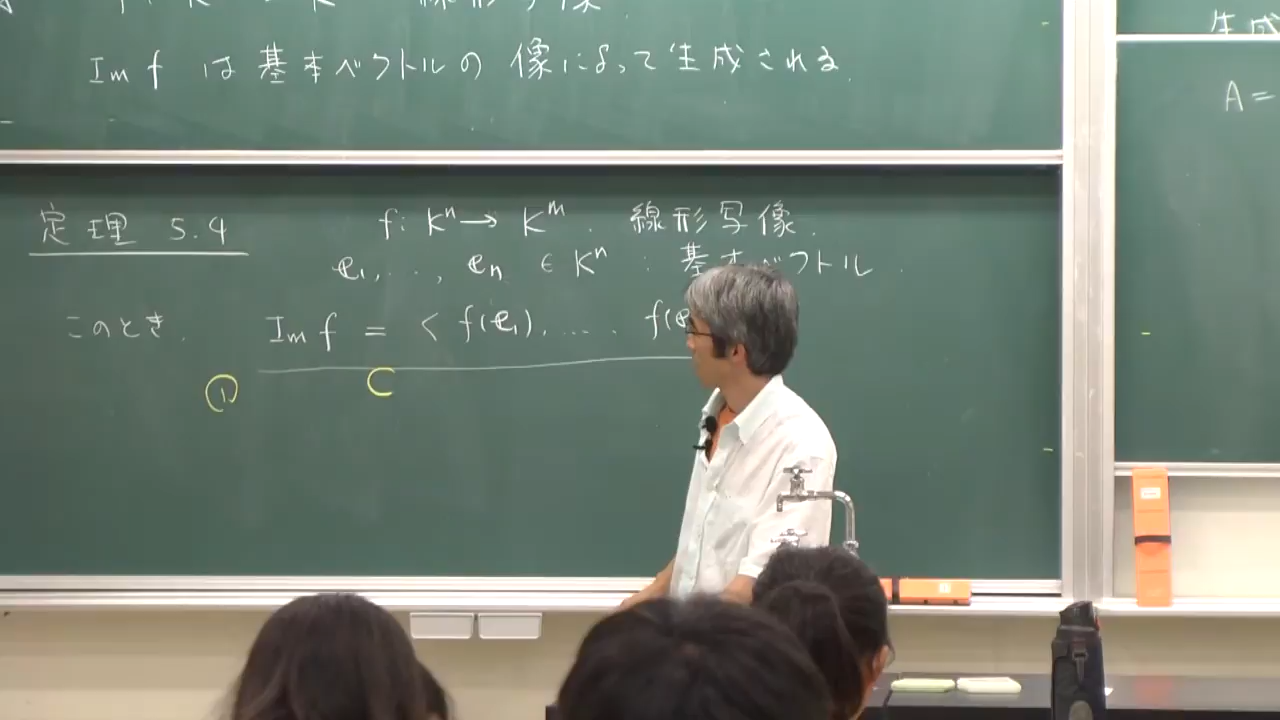 Im f は基本ベクトルの像によって生成される.
定理 5.4 f: Kⁿ → Kᵐ. 線形写像.
e₁, ..., eₙ ∈ Kⁿ : 基本ベクトル.
このとき. Im f = < f(e₁), .... f(e
① ⊂
生成
A =